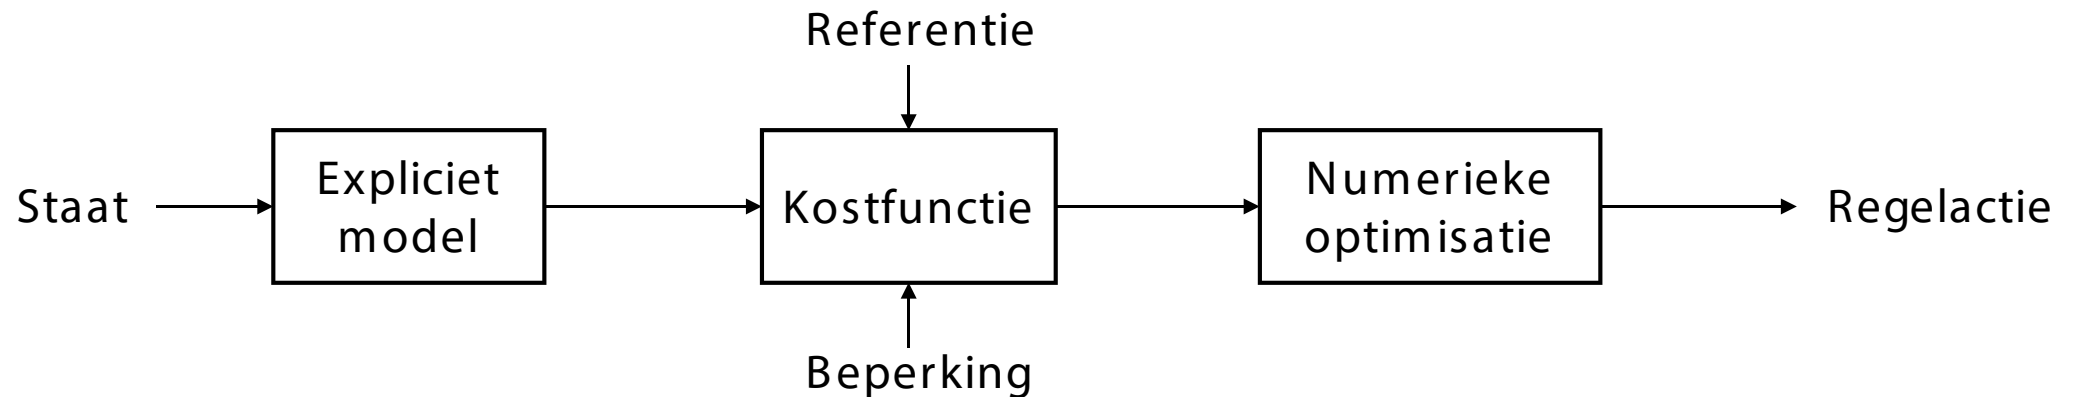 Referentie
Staat
Expliciet
model
Kostfunctie
Numerieke
optimisatie
Regelactie
Beperking